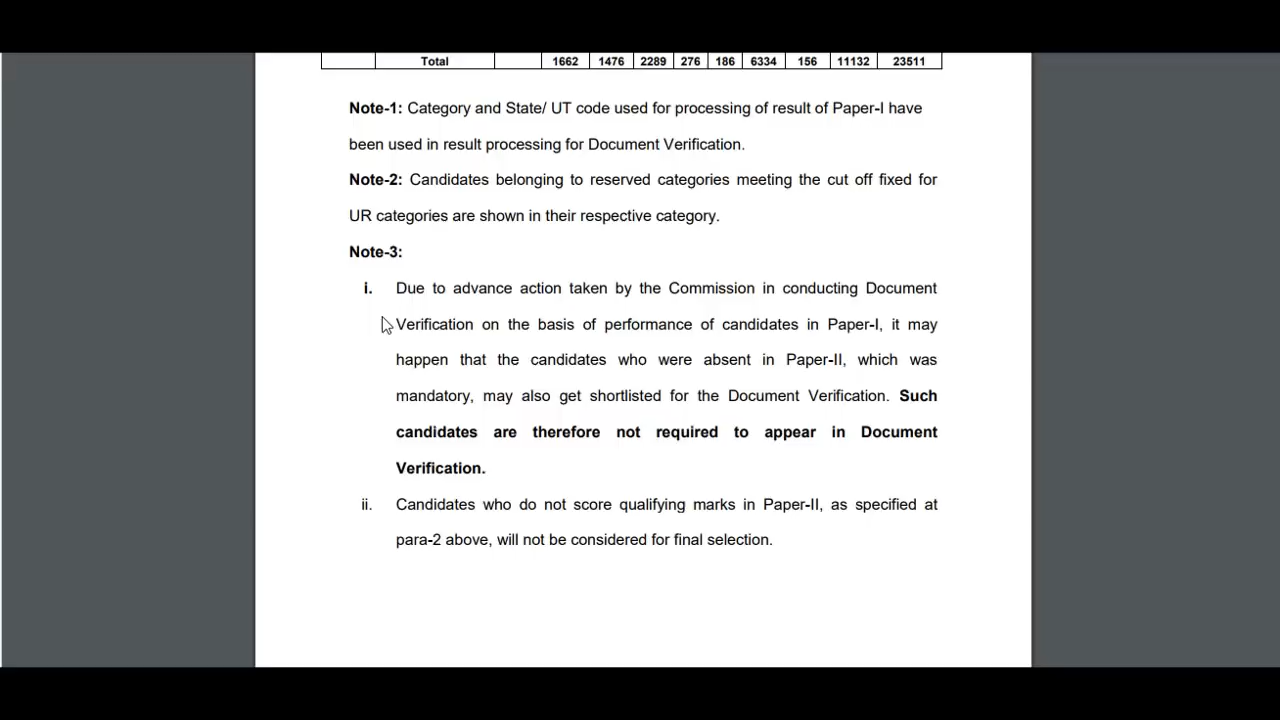 Total 1662 1476 2289 276 186 6334 156 11132 23511
Note-1: Category and State/ UT code used for processing of result of Paper-I have
been used in result processing for Document Verification.
Note-2: Candidates belonging to reserved categories meeting the cut off fixed for
UR categories are shown in their respective category.
Note-3:
i. Due to advance action taken by the Commission in conducting Document
Verification on the basis of performance of candidates in Paper-I, it may
happen that the candidates who were absent in Paper-II, which was
mandatory, may also get shortlisted for the Document Verification. Such
candidates are therefore not required to appear in Document
Verification.
ii. Candidates who do not score qualifying marks in Paper-II, as specified at
para-2 above, will not be considered for final selection.